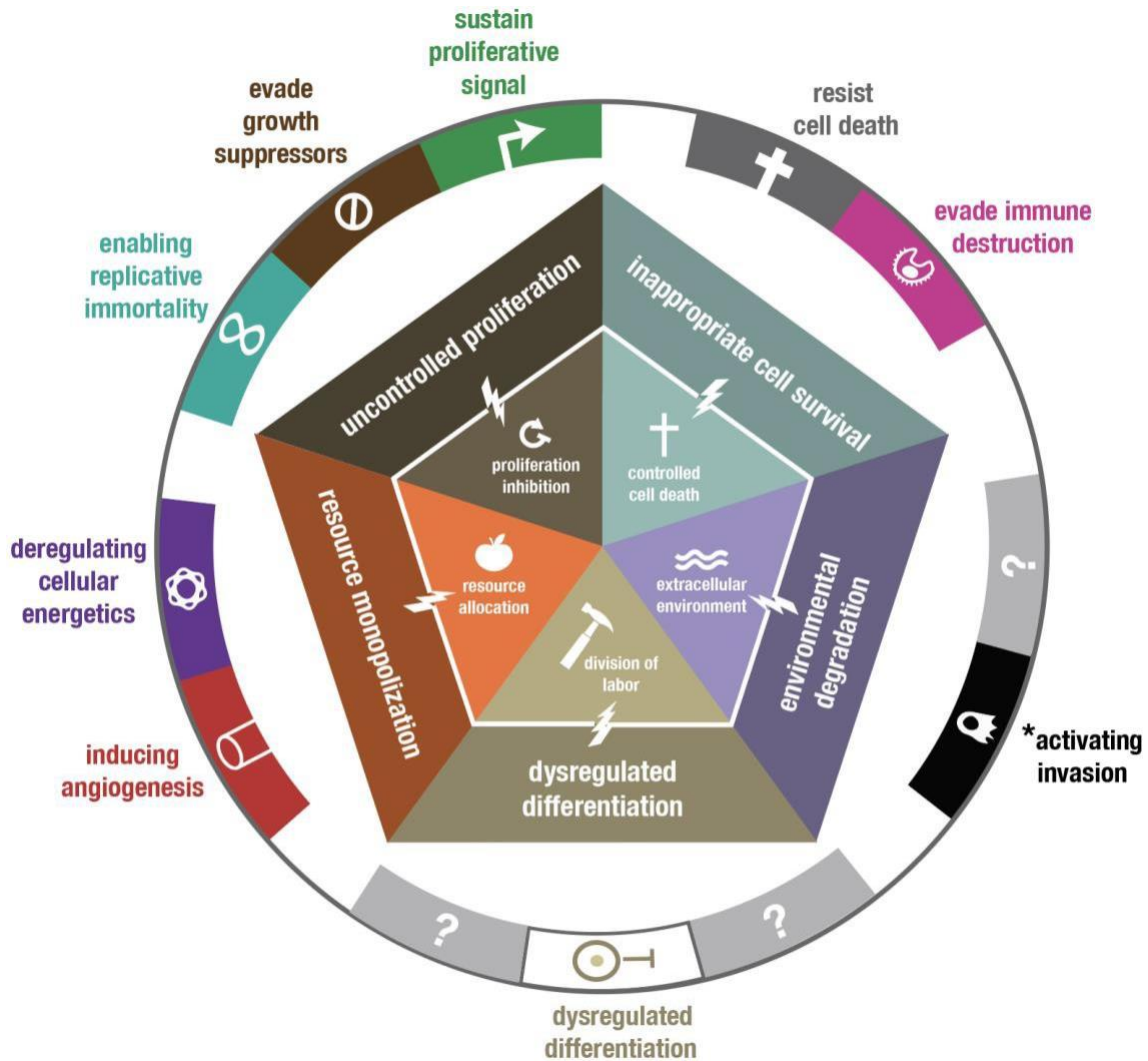 sustain
proliferative
signal
evade
growth
suppressors
resist
cell death
enabling
replicative
immortality
evade immune
destruction
uncontrolled proliferation
inappropriate cell survival
proliferation
inhibition
controlled
cell death
deregulating
cellular
energetics
resource monopolization
resource
allocation
extracellular
environment
environmental
degradation
?
division of
labor
inducing
angiogenesis
*activating
invasion
dysregulated
differentiation
?
?
dysregulated
differentiation